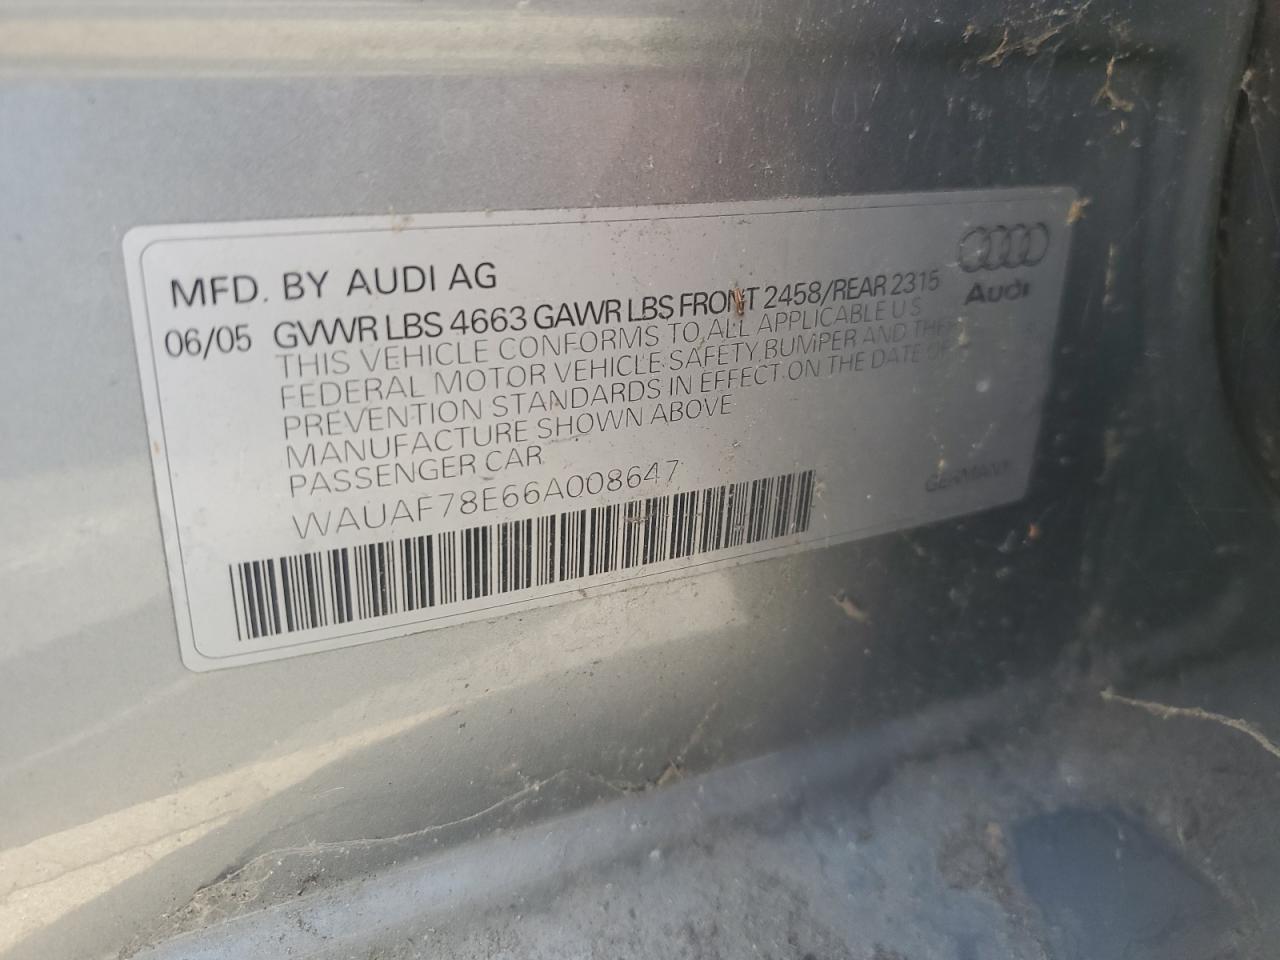 MFD. BY AUDI AG
Audi
06/05 GVWR LBS 4663 GAWR LBS FRONT 2458/REAR 2315
THIS VEHICLE CONFORMS TO ALL APPLICABLE U S
FEDERAL MOTOR VEHICLE SAFETY, BUMPER AND THEFT
PREVENTION STANDARDS IN EFFECT ON THE DATE OF
MANUFACTURE SHOWN ABOVE
PASSENGER CAR
WAUAF78E66A008647
GERMANY